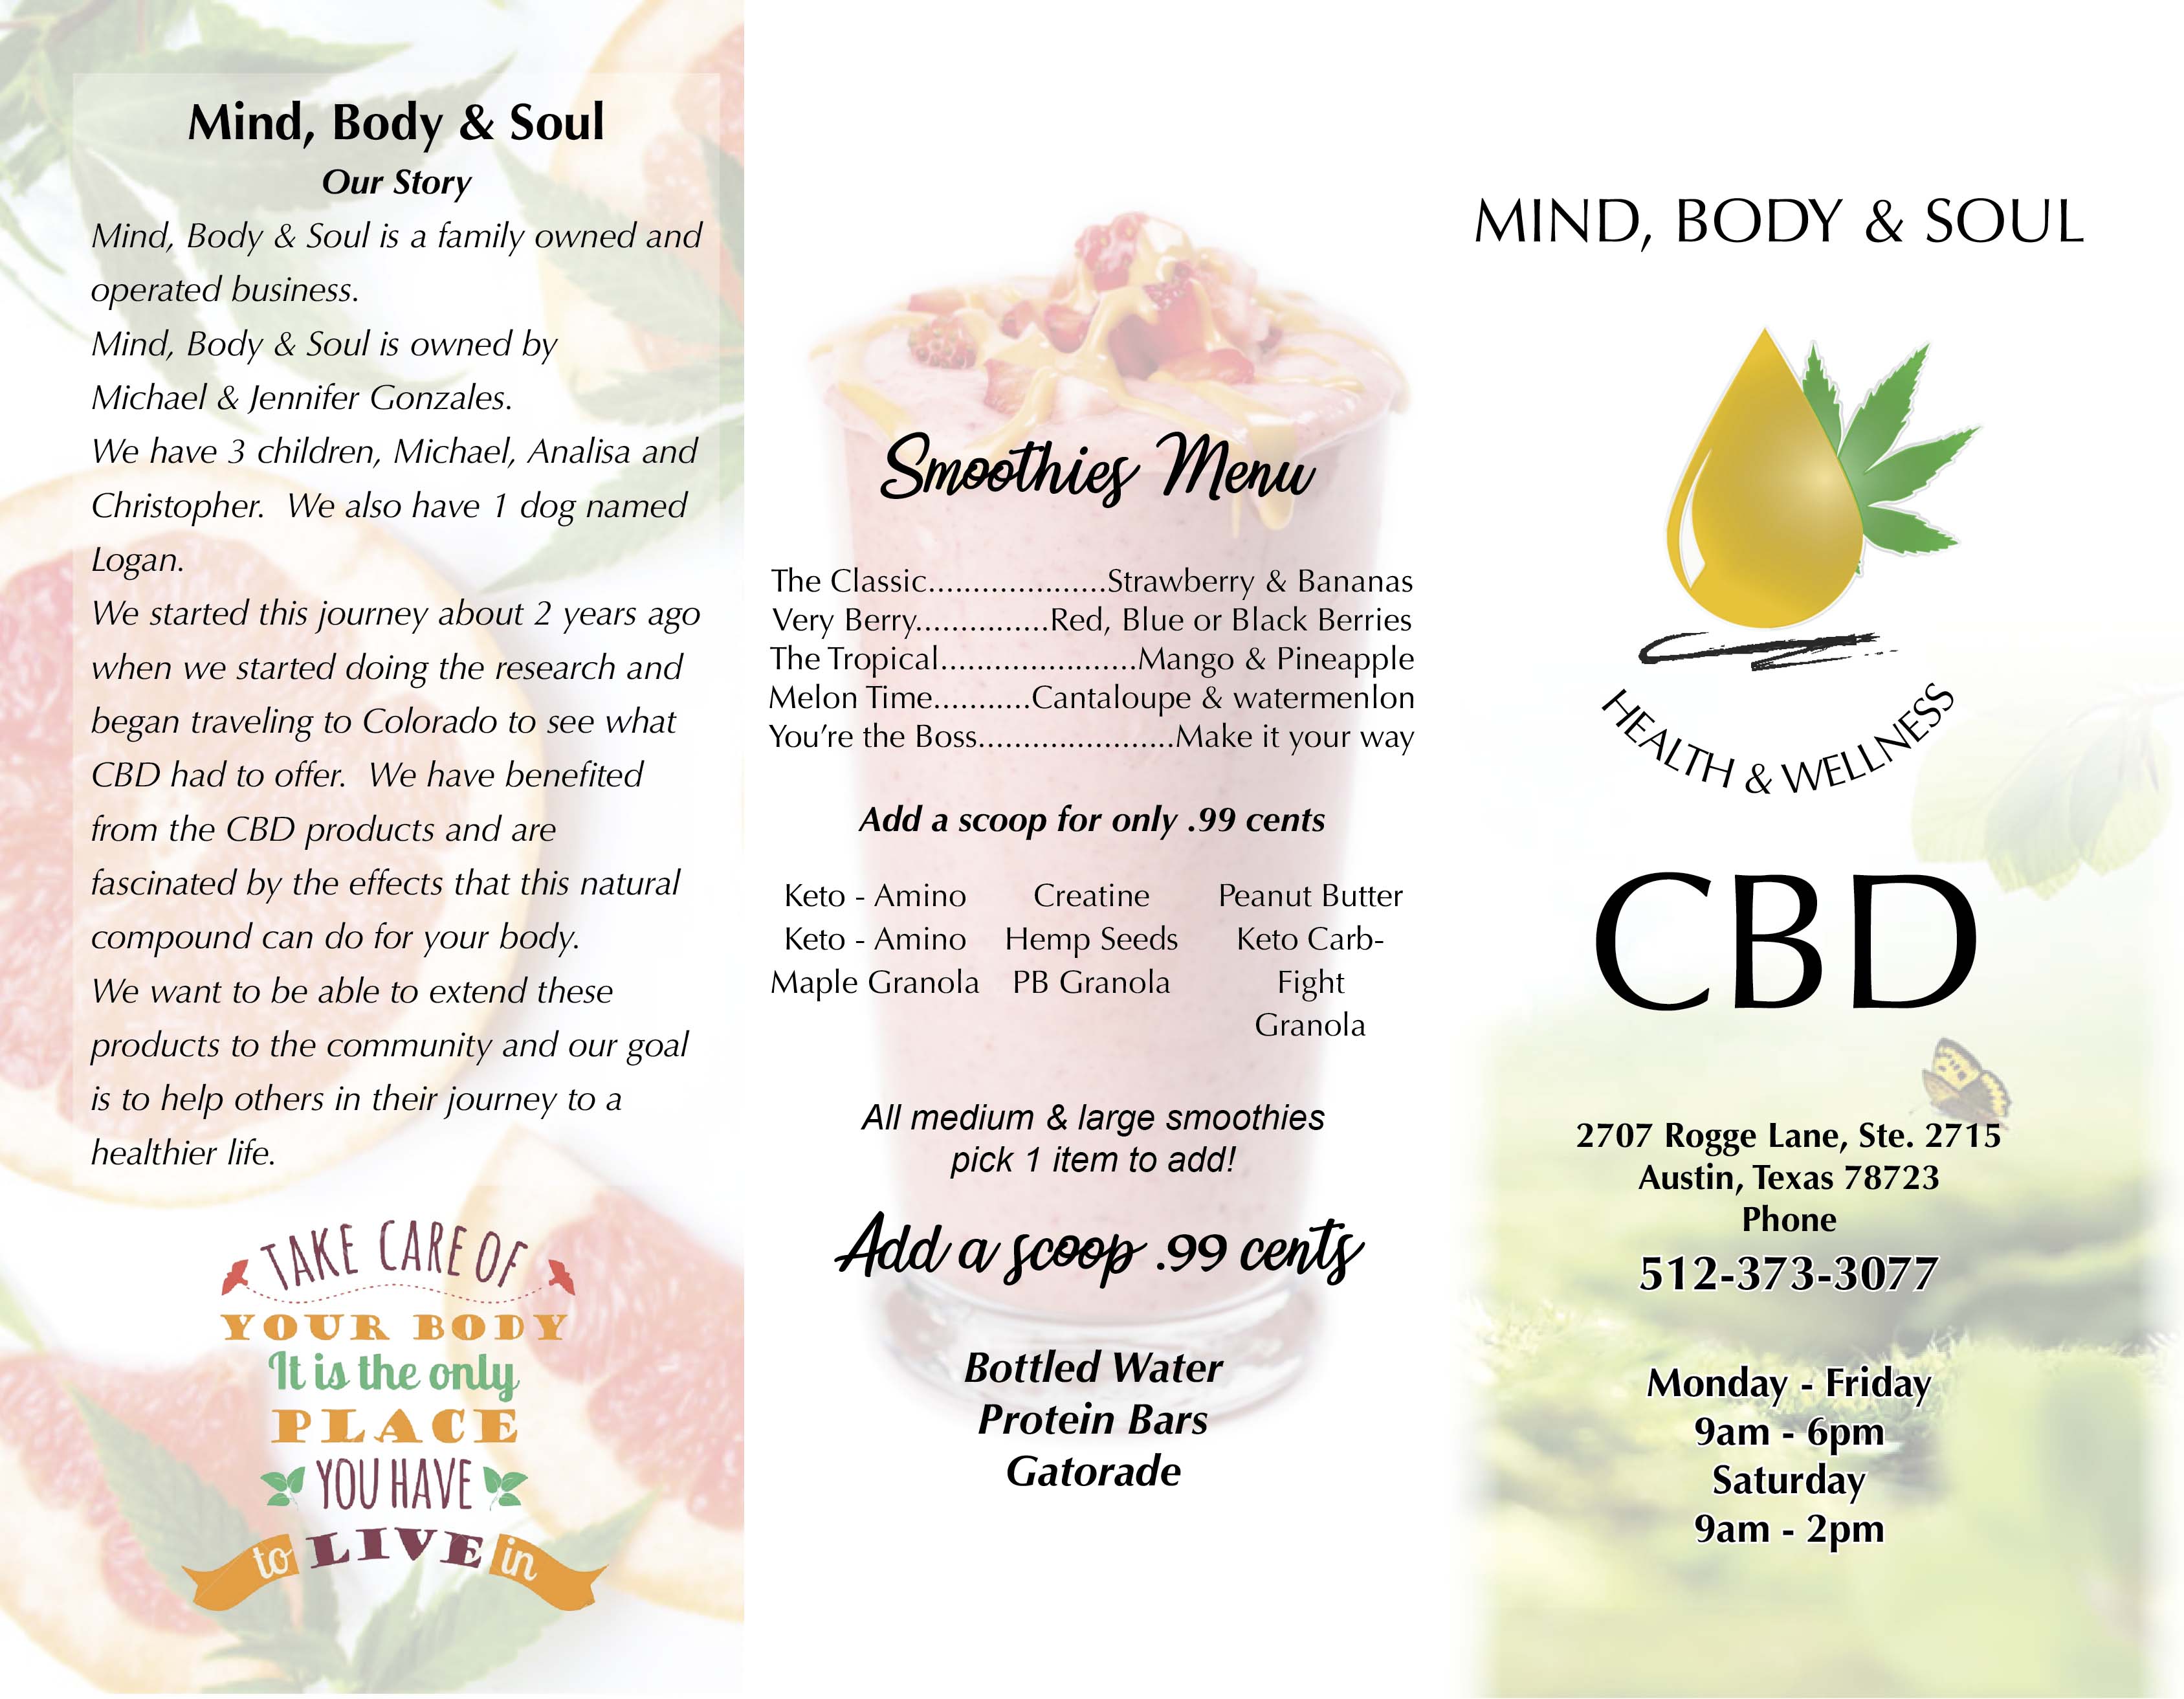 Mind, Body & Soul
Our Story
Mind, Body & Soul is a family owned and
operated business.
Mind, Body & Soul is owned by
Michael & Jennifer Gonzales.
We have 3 children, Michael, Analisa and
Christopher.  We also have 1 dog named
Logan.
We started this journey about 2 years ago
when we started doing the research and
began traveling to Colorado to see what
CBD had to offer.  We have benefited
from the CBD products and are
fascinated by the effects that this natural
compound can do for your body.
We want to be able to extend these
products to the community and our goal
is to help others in their journey to a
healthier life.
TAKE CARE OF
YOUR BODY
It is the only
PLACE
YOU HAVE
to LIVE in
Smoothies Menu
The Classic....................Strawberry & Bananas
Very Berry...............Red, Blue or Black Berries
The Tropical......................Mango & Pineapple
Melon Time...........Cantaloupe & watermenlon
You're the Boss......................Make it your way
Add a scoop for only .99 cents
Keto - Amino Creatine Peanut Butter
Keto - Amino Hemp Seeds Keto Carb-
Maple Granola PB Granola Fight
Granola
All medium & large smoothies
pick 1 item to add!
Add a scoop .99 cents
Bottled Water
Protein Bars
Gatorade
MIND, BODY & SOUL
HEALTH & WELLNESS
CBD
2707 Rogge Lane, Ste. 2715
Austin, Texas 78723
Phone
512-373-3077
Monday - Friday
9am - 6pm
Saturday
9am - 2pm